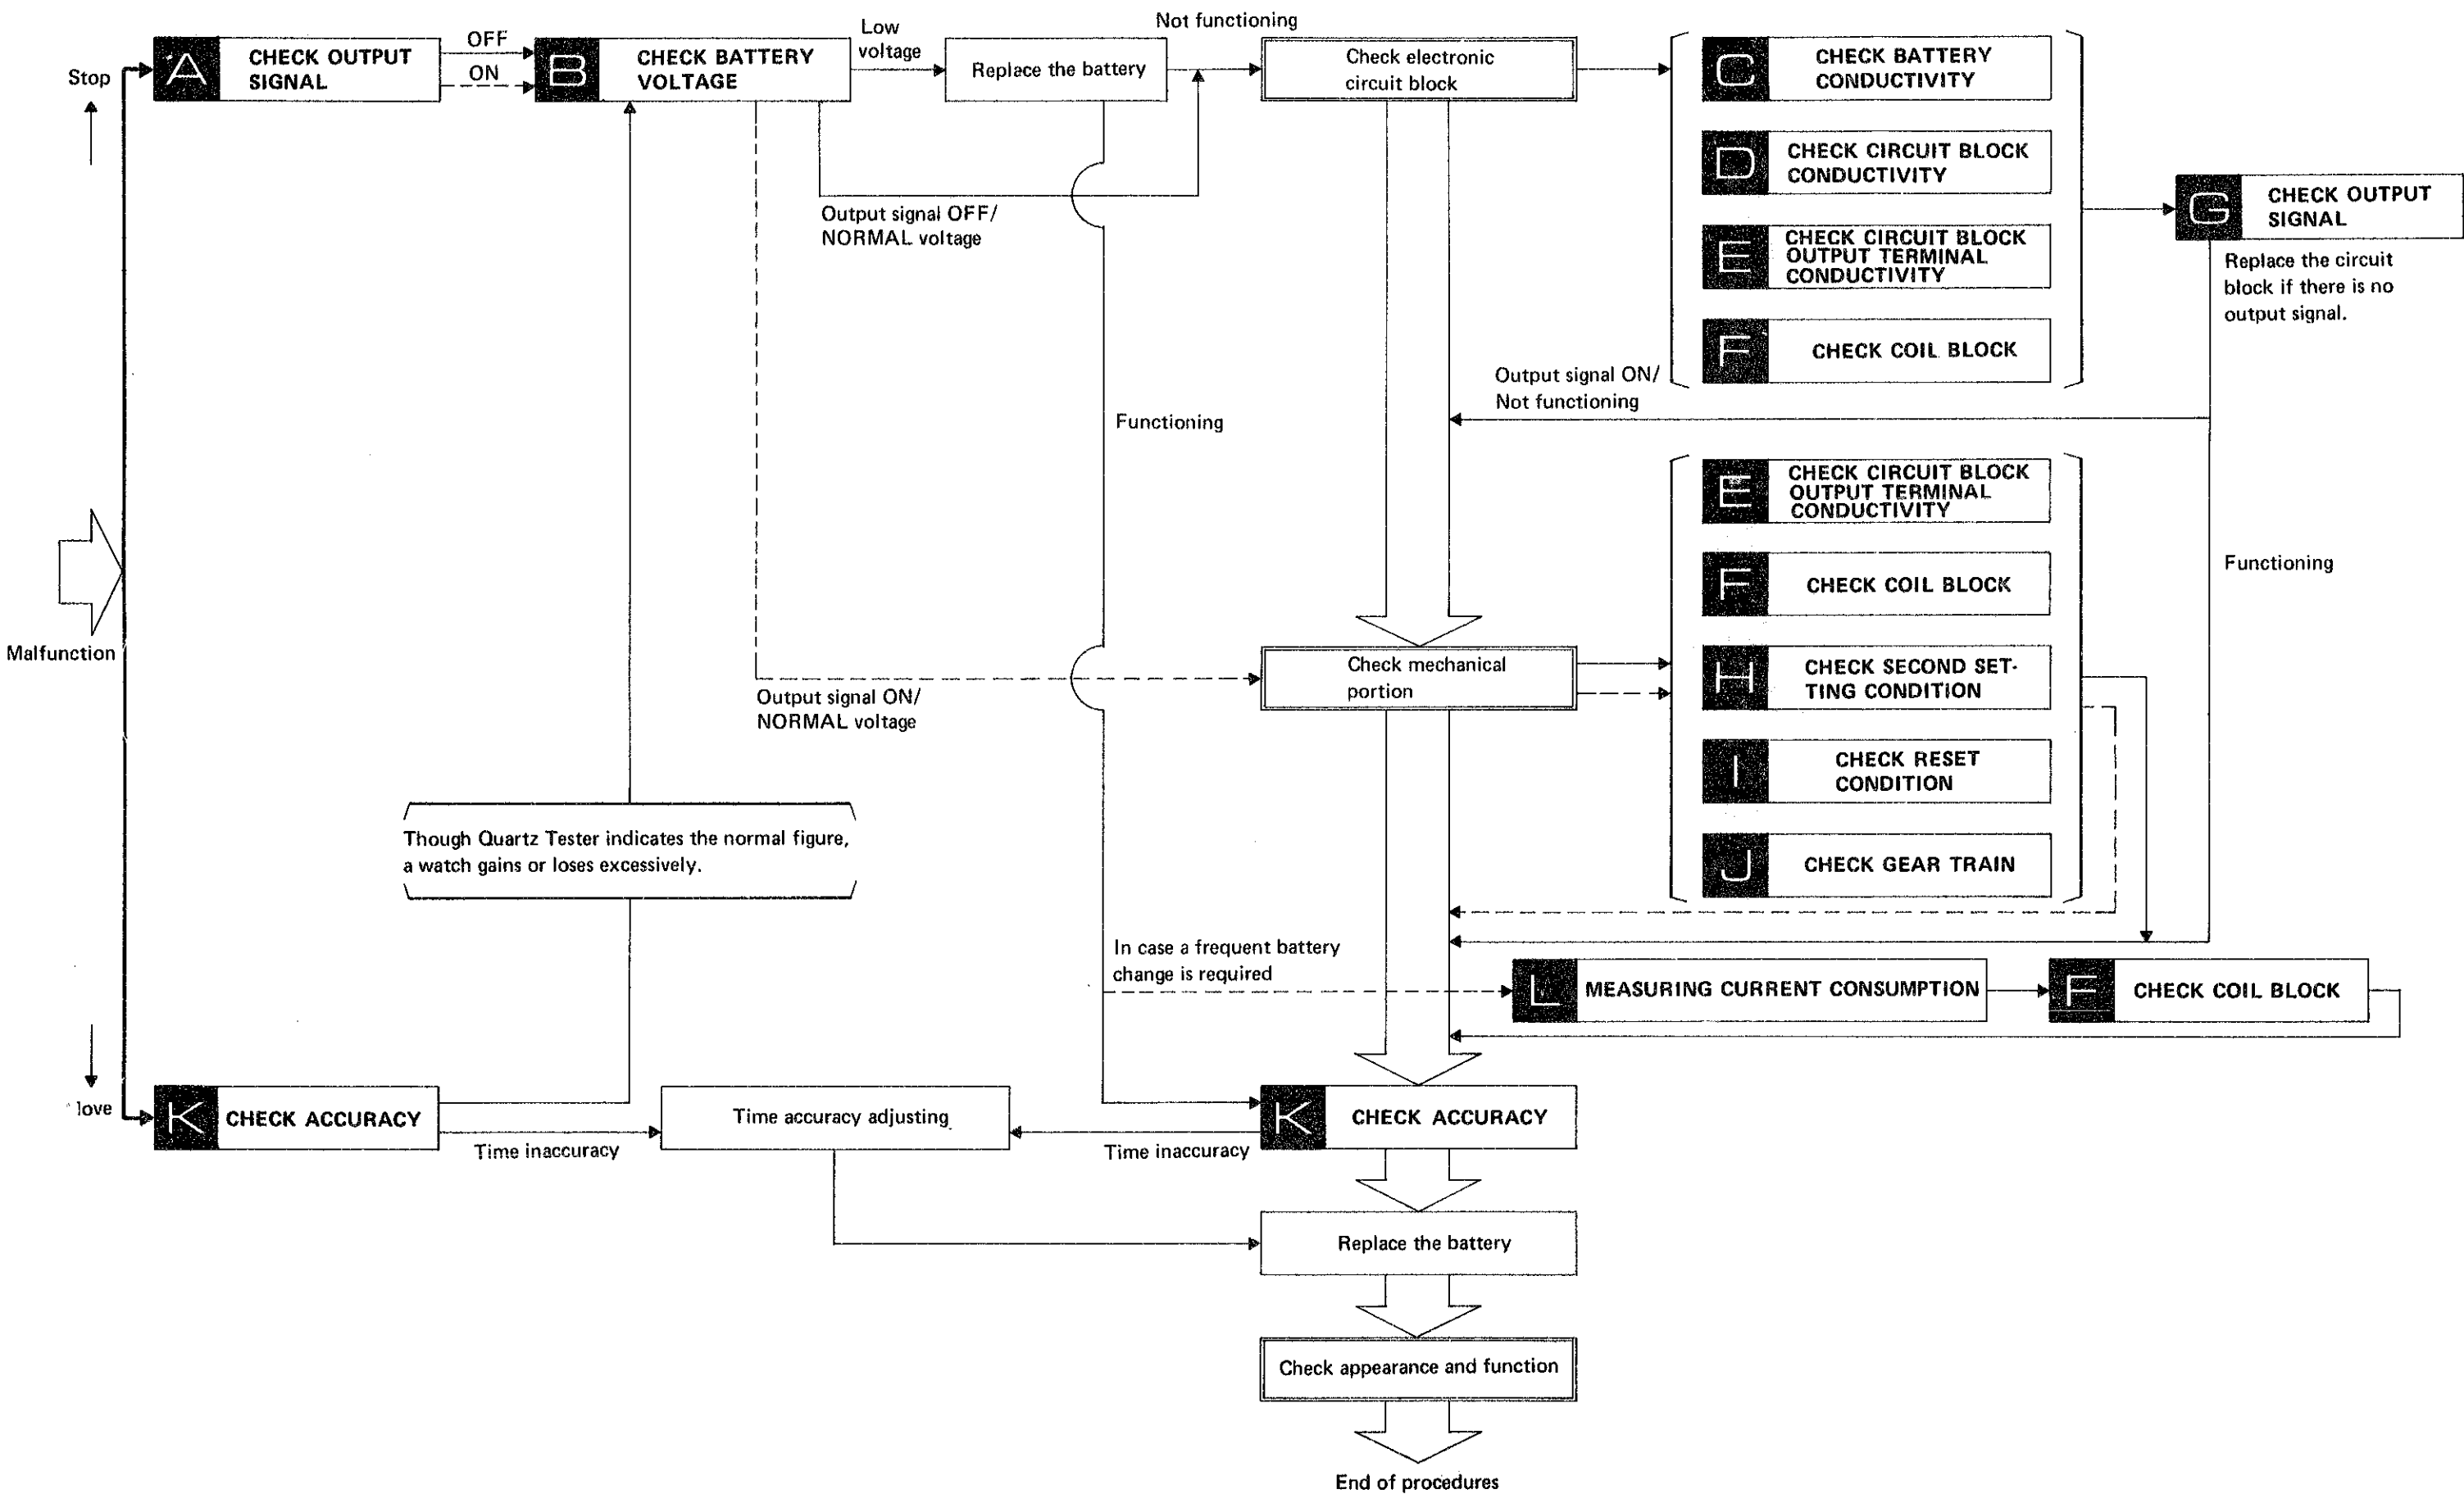 Stop
A
CHECK OUTPUT
SIGNAL
OFF
ON
B
CHECK BATTERY
VOLTAGE
Low
voltage
Replace the battery
Not functioning
Check electronic
circuit block
C
CHECK BATTERY
CONDUCTIVITY
D
CHECK CIRCUIT BLOCK
CONDUCTIVITY
E
CHECK CIRCUIT BLOCK
OUTPUT TERMINAL
CONDUCTIVITY
F
CHECK COIL BLOCK
G
CHECK OUTPUT
SIGNAL
Replace the circuit
block if there is no
output signal.
Output signal OFF/
NORMAL voltage
Output signal ON/
Not functioning
Functioning
E
CHECK CIRCUIT BLOCK
OUTPUT TERMINAL
CONDUCTIVITY
F
CHECK COIL BLOCK
H
CHECK SECOND SET-
TING CONDITION
I
CHECK RESET
CONDITION
J
CHECK GEAR TRAIN
Functioning
Malfunction
Check mechanical
portion
Output signal ON/
NORMAL voltage
Though Quartz Tester indicates the normal figure,
a watch gains or loses excessively.
In case a frequent battery
change is required
L
MEASURING CURRENT CONSUMPTION
F
CHECK COIL BLOCK
love
K
CHECK ACCURACY
Time inaccuracy
Time accuracy adjusting
Time inaccuracy
K
CHECK ACCURACY
Replace the battery
Check appearance and function
End of procedures